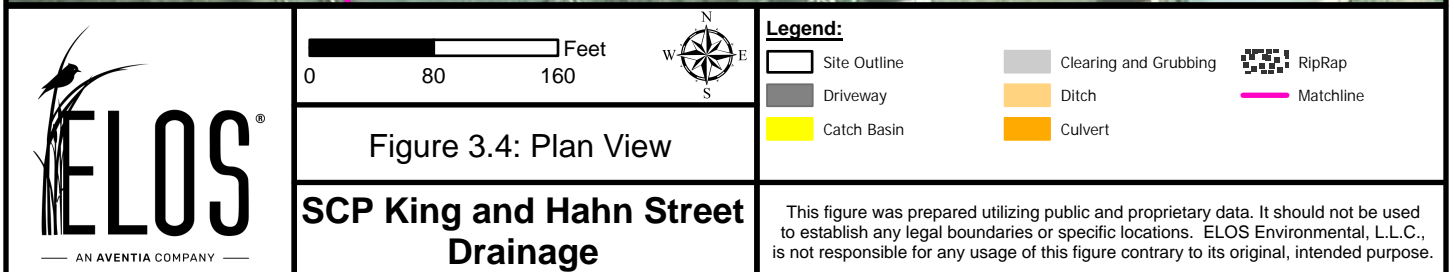 ELOS®
AN AVENTIA COMPANY
Feet
0 80 160
N
W E
S
Figure 3.4: Plan View
SCP King and Hahn Street
Drainage
Legend:
Site Outline
Driveway
Catch Basin
Clearing and Grubbing
Ditch
Culvert
RipRap
Matchline
This figure was prepared utilizing public and proprietary data. It should not be used
to establish any legal boundaries or specific locations. ELOS Environmental, L.L.C.,
is not responsible for any usage of this figure contrary to its original, intended purpose.